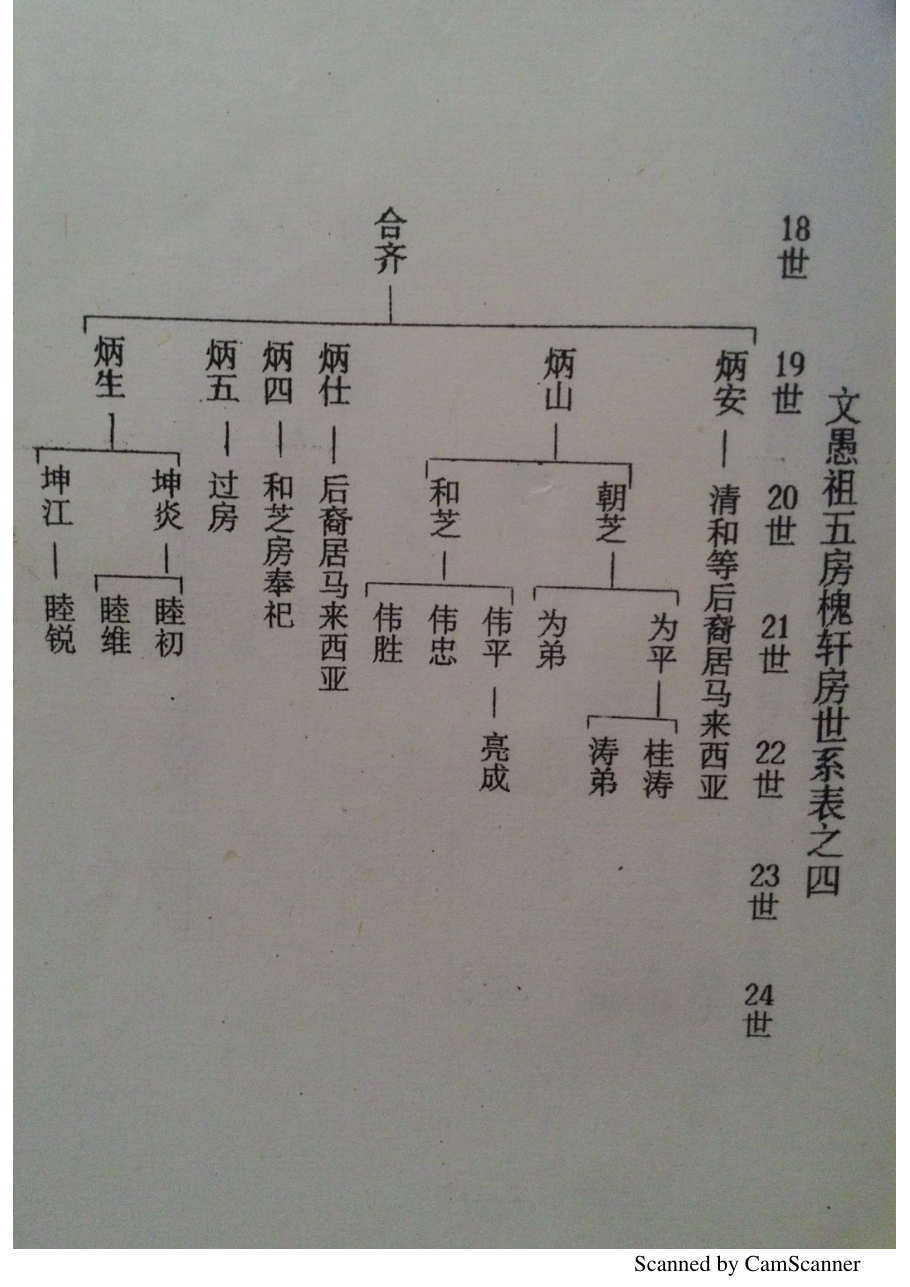 文愚祖五房槐轩房世系表之四
18世
19世
20世
21世
22世
23世
24世
合齐
炳安
炳山
炳仕
炳四
炳五
炳生
清和等后裔居马来西亚
朝芝
和芝
后裔居马来西亚
和芝房奉祀
过房
坤炎
坤江
为平
为弟
伟平
伟忠
伟胜
睦初
睦维
睦锐
桂涛
涛弟
亮成
Scanned by CamScanner